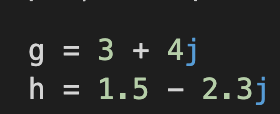 g = 3 + 4j
h = 1.5 - 2.3j